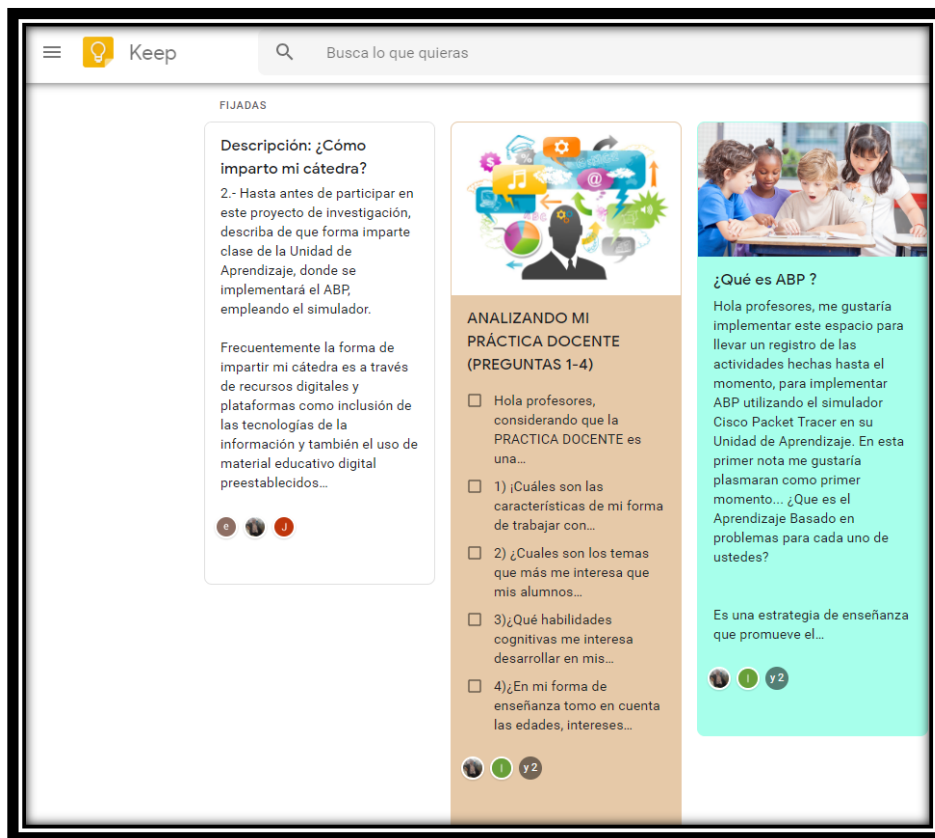 Keep
Busca lo que quieras
FIJADAS
Descripción: ¿Cómo
imparto mi cátedra?
2.- Hasta antes de participar en
este proyecto de investigación,
describa de que forma imparte
clase de la Unidad de
Aprendizaje, donde se
implementará el ABP,
empleando el simulador.
Frecuentemente la forma de
impartir mi cátedra es a través
de recursos digitales y
plataformas como inclusión de
las tecnologías de la
información y también el uso de
material educativo digital
preestablecidos…
e
J
ANALIZANDO MI
PRÁCTICA DOCENTE
(PREGUNTAS 1-4)
Hola profesores,
considerando que la
PRACTICA DOCENTE es
una…
1) ¡Cuáles son las
características de mi forma
de trabajar con…
2) ¿Cuales son los temas
que más me interesa que
mis alumnos…
3)¿Qué habilidades
cognitivas me interesa
desarrollar en mis…
4)¿En mi forma de
enseñanza tomo en cuenta
las edades, intereses…
I
y 2
¿Qué es ABP ?
Hola profesores, me gustaría
implementar este espacio para
llevar un registro de las
actividades hechas hasta el
momento, para implementar
ABP utilizando el simulador
Cisco Packet Tracer en su
Unidad de Aprendizaje. En esta
primer nota me gustaría
plasmaran como primer
momento... ¿Que es el
Aprendizaje Basado en
problemas para cada uno de
ustedes?
Es una estrategia de enseñanza
que promueve el…
I
y 2